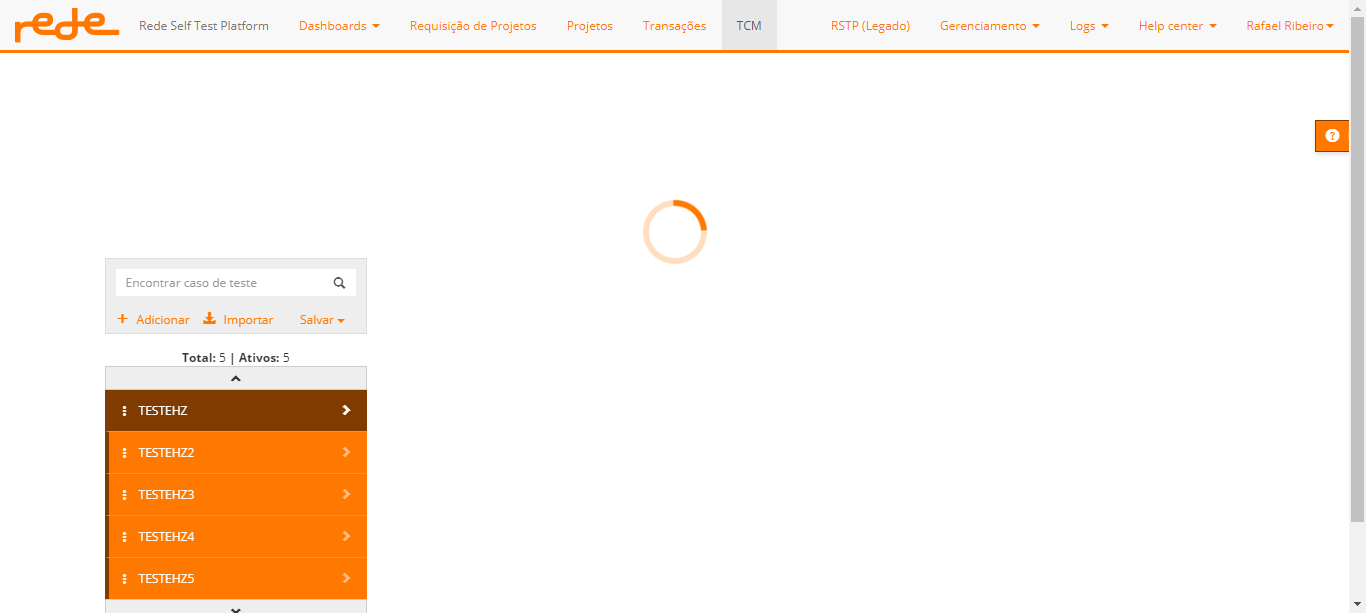 rede Rede Self Test Platform Dashboards Requisição de Projetos Projetos Transações TCM RSTP (Legado) Gerenciamento Logs Help center Rafael Ribeiro
Encontrar caso de teste
Adicionar Importar Salvar
Total: 5 | Ativos: 5
TESTEHZ
TESTEHZ2
TESTEHZ3
TESTEHZ4
TESTEHZ5